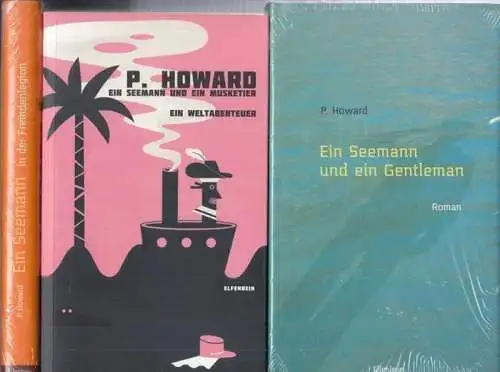 P. Howard Ein Seemann In der Fremdenlegion
P. HOWARD
EIN SEEMANN UND EIN MUSKETIER
EIN WELTABENTEUER
ELFENBEIN
P. Howard
Ein Seemann
und ein Gentleman
Roman